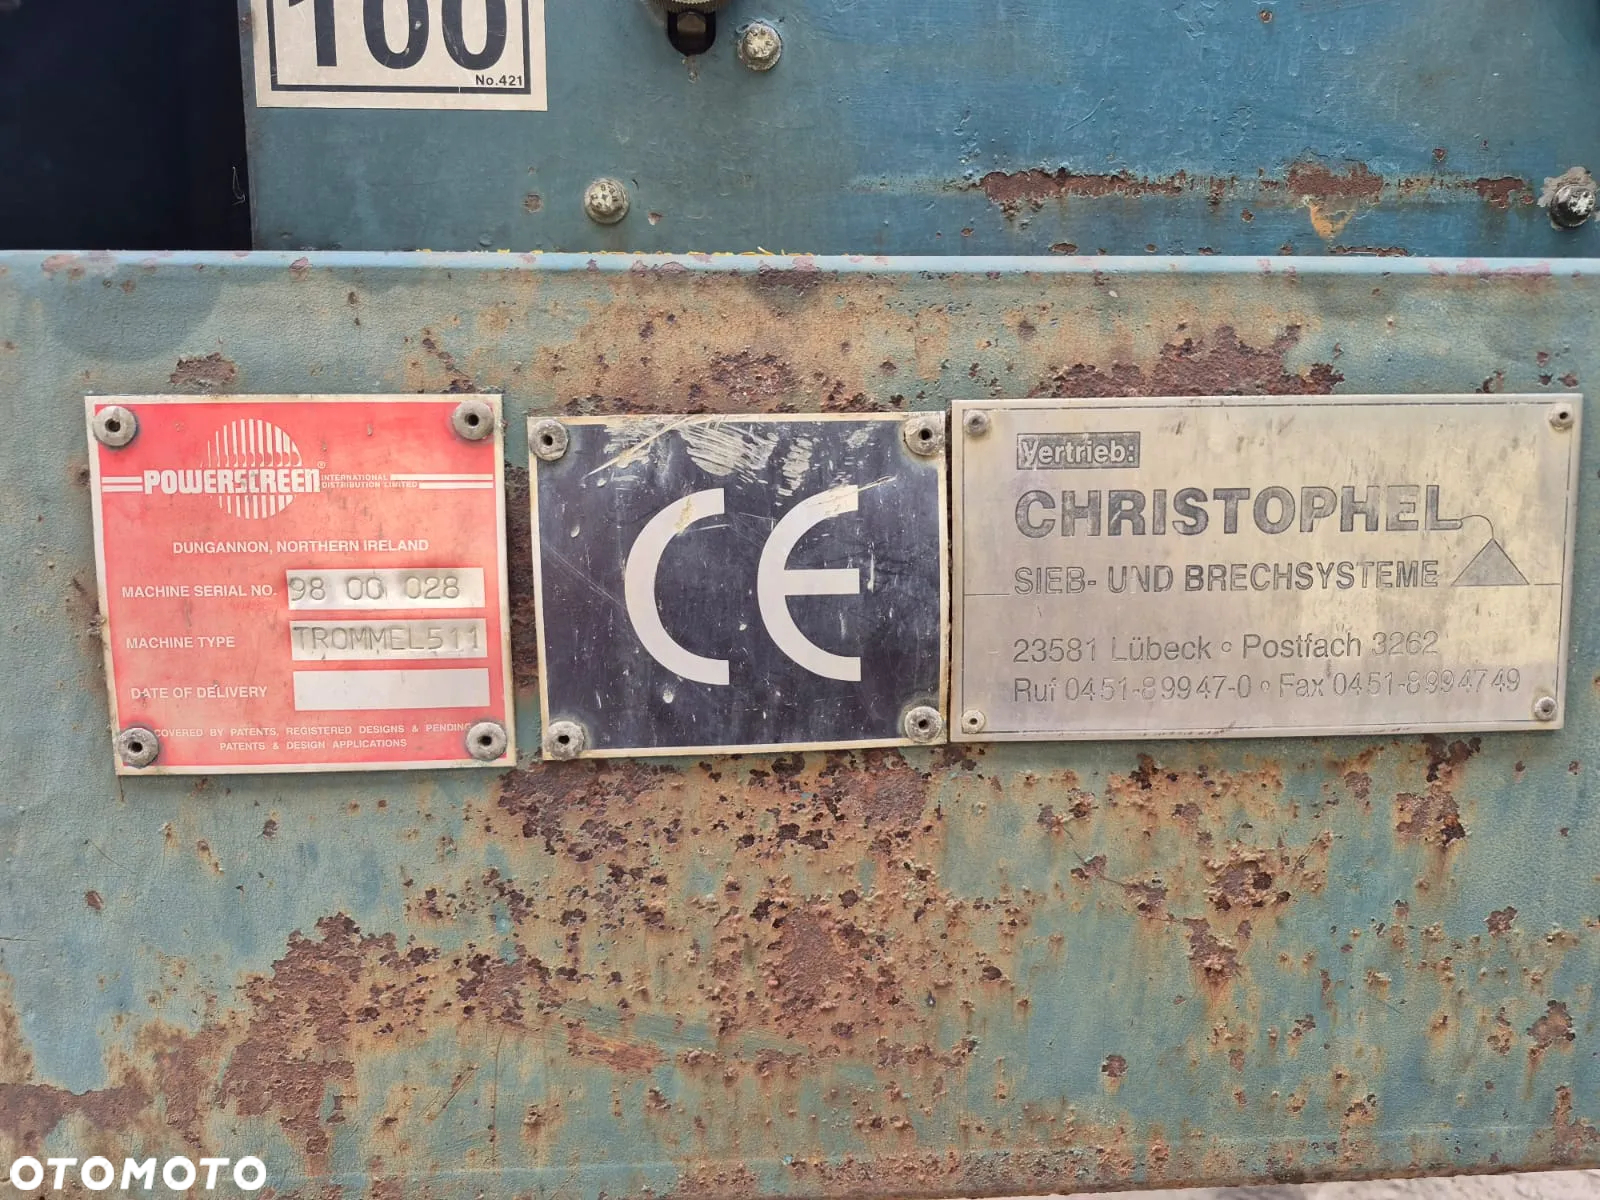 100
No.421
POWERSCREEN®
INTERNATIONAL
DISTRIBUTION LIMITED
DUNGANNON, NORTHERN IRELAND
MACHINE SERIAL NO. 98 00 028
MACHINE TYPE TROMMEL511
DATE OF DELIVERY
COVERED BY PATENTS, REGISTERED DESIGNS & PENDING
PATENTS & DESIGN APPLICATIONS
CE
Vertrieb:
CHRISTOPHEL
SIEB- UND BRECHSYSTEME
23581 Lübeck ° Postfach 3262
Ruf 0451-89947-0 ° Fax 0451-8994749
OTOMOTO